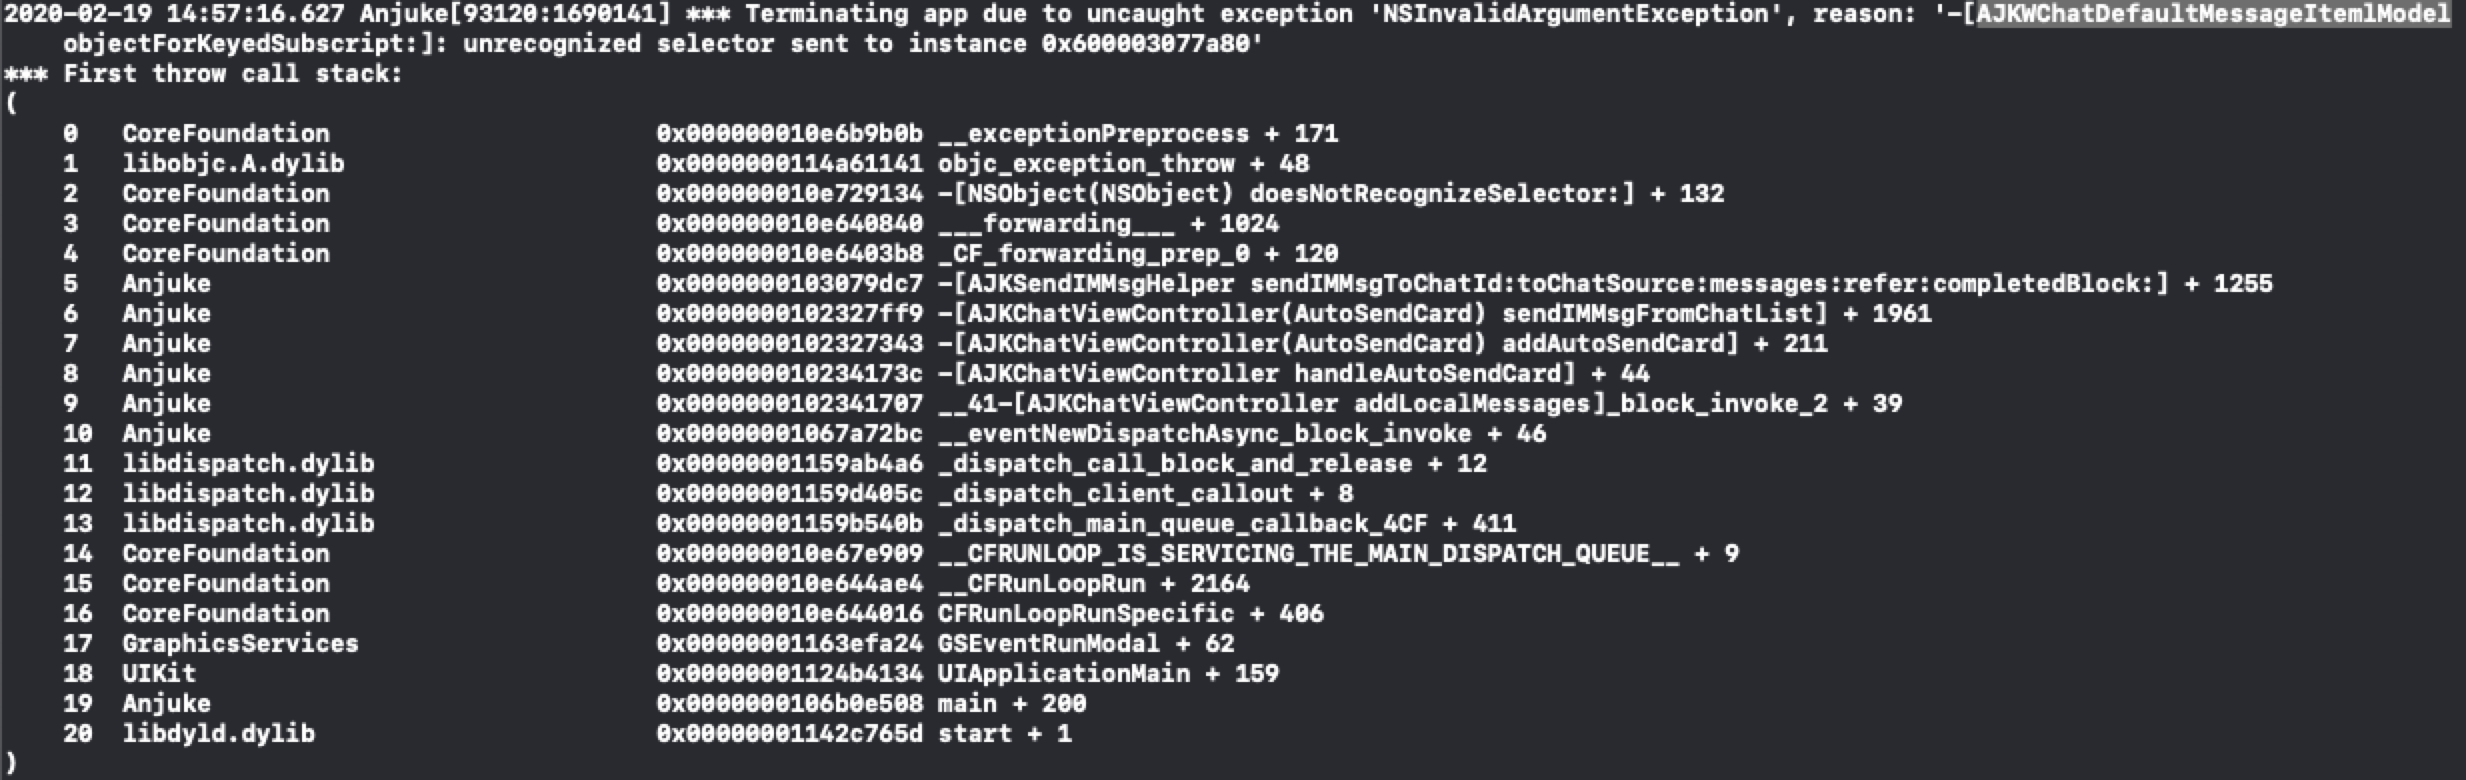 2020-02-19 14:57:16.627 Anjuke[93120:1690141] *** Terminating app due to uncaught exception 'NSInvalidArgumentException', reason: '-[AJKWChatDefaultMessageItemlModel
objectForKeyedSubscript:]: unrecognized selector sent to instance 0x600003077a80'
*** First throw call stack:
(
0 CoreFoundation 0x000000010e6b9b0b __exceptionPreprocess + 171
1 libobjc.A.dylib 0x0000000114a61141 objc_exception_throw + 48
2 CoreFoundation 0x000000010e729134 -[NSObject(NSObject) doesNotRecognizeSelector:] + 132
3 CoreFoundation 0x000000010e640840 ___forwarding___ + 1024
4 CoreFoundation 0x000000010e6403b8 _CF_forwarding_prep_0 + 120
5 Anjuke 0x0000000103079dc7 -[AJKSendIMMsgHelper sendIMMsgToChatId:toChatSource:messages:refer:completedBlock:] + 1255
6 Anjuke 0x0000000102327ff9 -[AJKChatViewController(AutoSendCard) sendIMMsgFromChatList] + 1961
7 Anjuke 0x0000000102327343 -[AJKChatViewController(AutoSendCard) addAutoSendCard] + 211
8 Anjuke 0x000000010234173c -[AJKChatViewController handleAutoSendCard] + 44
9 Anjuke 0x0000000102341707 __41-[AJKChatViewController addLocalMessages]_block_invoke_2 + 39
10 Anjuke 0x00000001067a72bc __eventNewDispatchAsync_block_invoke + 46
11 libdispatch.dylib 0x00000001159ab4a6 _dispatch_call_block_and_release + 12
12 libdispatch.dylib 0x00000001159d405c _dispatch_client_callout + 8
13 libdispatch.dylib 0x00000001159b540b _dispatch_main_queue_callback_4CF + 411
14 CoreFoundation 0x000000010e67e909 __CFRUNLOOP_IS_SERVICING_THE_MAIN_DISPATCH_QUEUE__ + 9
15 CoreFoundation 0x000000010e644ae4 __CFRunLoopRun + 2164
16 CoreFoundation 0x000000010e644016 CFRunLoopRunSpecific + 406
17 GraphicsServices 0x00000001163efa24 GSEventRunModal + 62
18 UIKit 0x00000001124b4134 UIApplicationMain + 159
19 Anjuke 0x0000000106b0e508 main + 200
20 libdyld.dylib 0x00000001142c765d start + 1
)